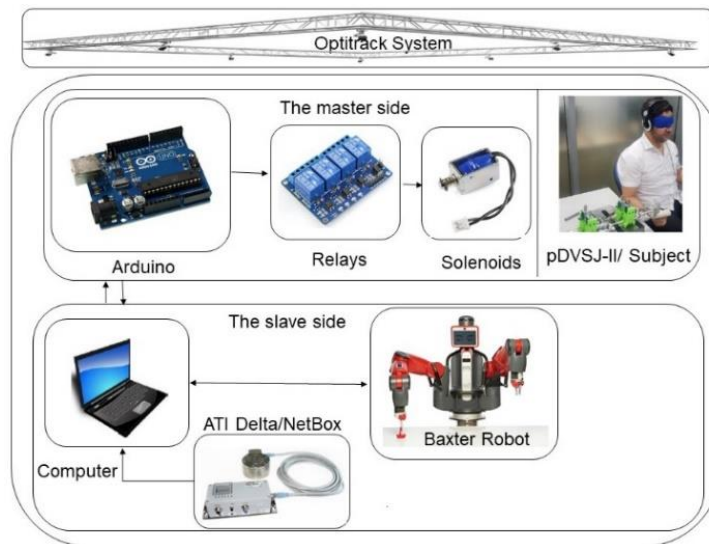 Optitrack System
The master side
Arduino
Relays
Solenoids
pDVSJ-II/ Subject
The slave side
ATI Delta/NetBox
Computer
Baxter Robot